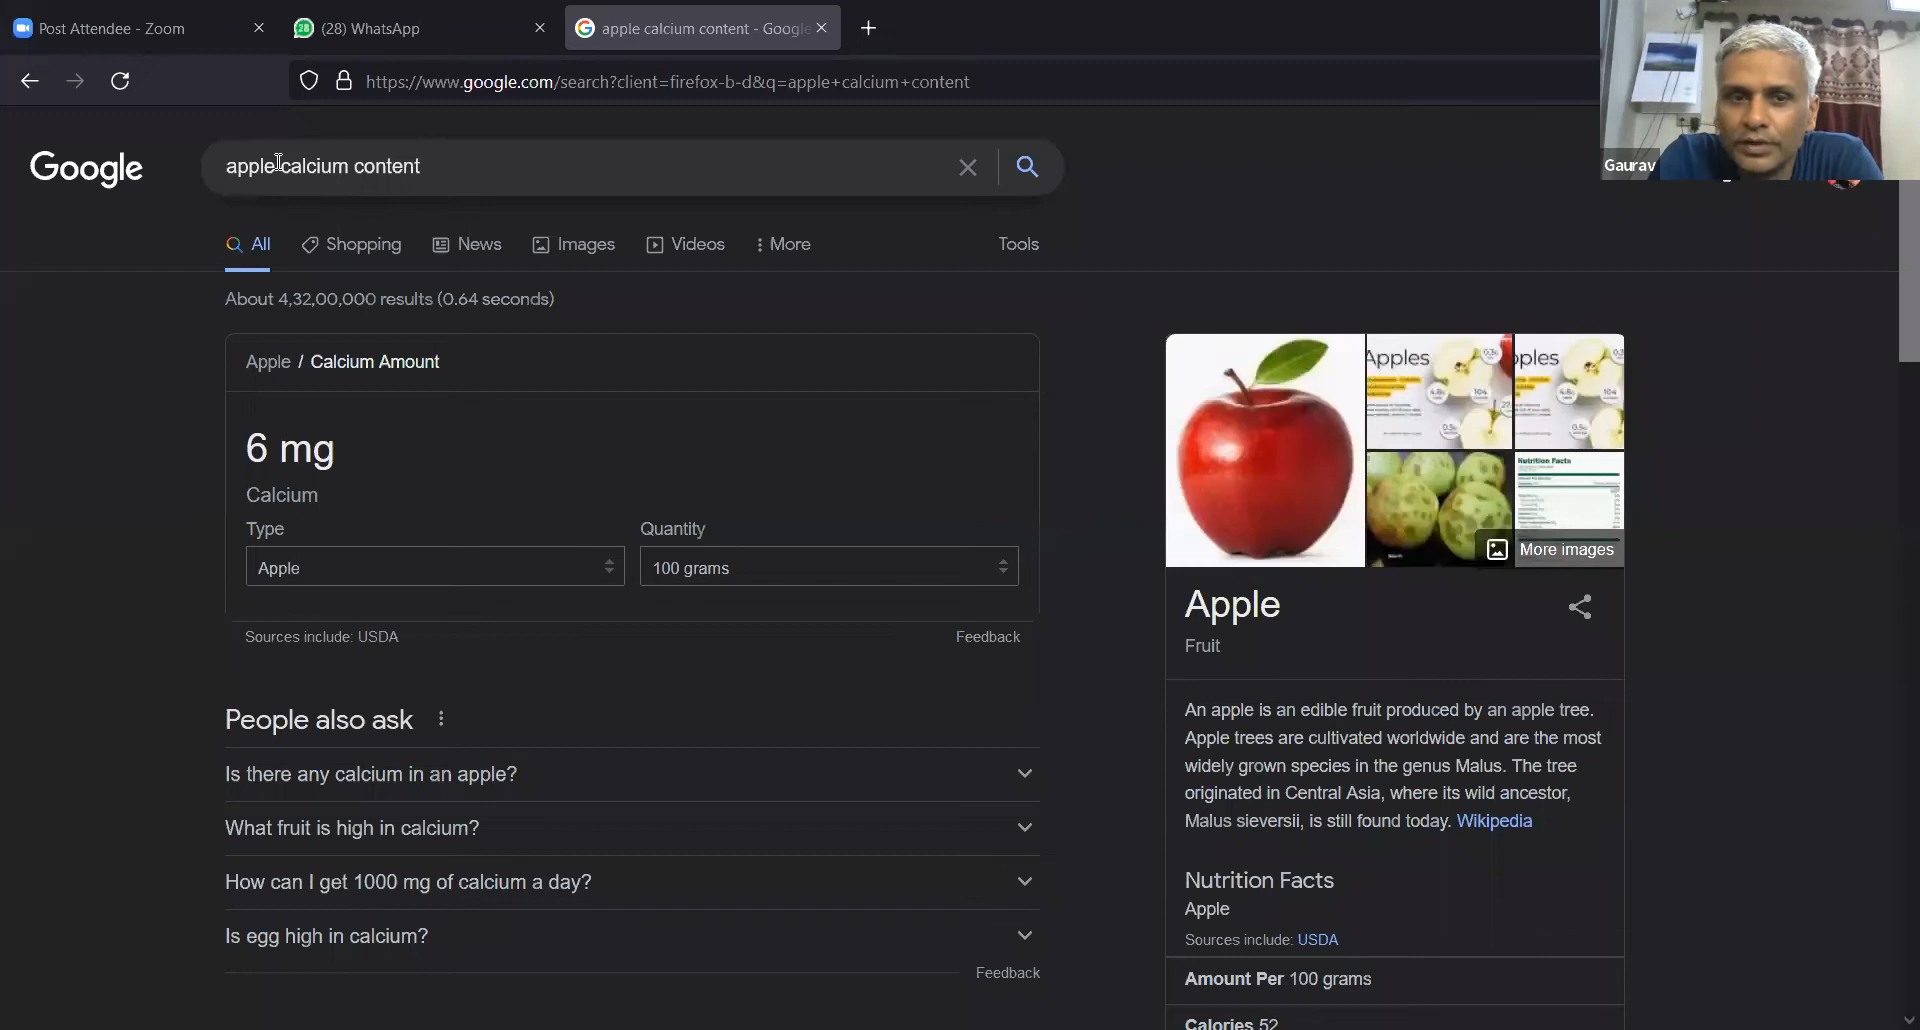 Post Attendee - Zoom
(28) WhatsApp
apple calcium content - Google
https://www.google.com/search?client=firefox-b-d&q=apple+calcium+content
Gaurav
Google
apple calcium content
All
Shopping
News
Images
Videos
More
Tools
About 4,32,00,000 results (0.64 seconds)
Apple / Calcium Amount
6 mg
Calcium
Type
Quantity
Apple
100 grams
Sources include: USDA
Feedback
People also ask
Is there any calcium in an apple?
What fruit is high in calcium?
How can I get 1000 mg of calcium a day?
Is egg high in calcium?
Feedback
Apples
ples
Nutrition Facts
More images
Apple
Fruit
An apple is an edible fruit produced by an apple tree.
Apple trees are cultivated worldwide and are the most
widely grown species in the genus Malus. The tree
originated in Central Asia, where its wild ancestor,
Malus sieversii, is still found today. Wikipedia
Nutrition Facts
Apple
Sources include: USDA
Amount Per 100 grams
Calories 52